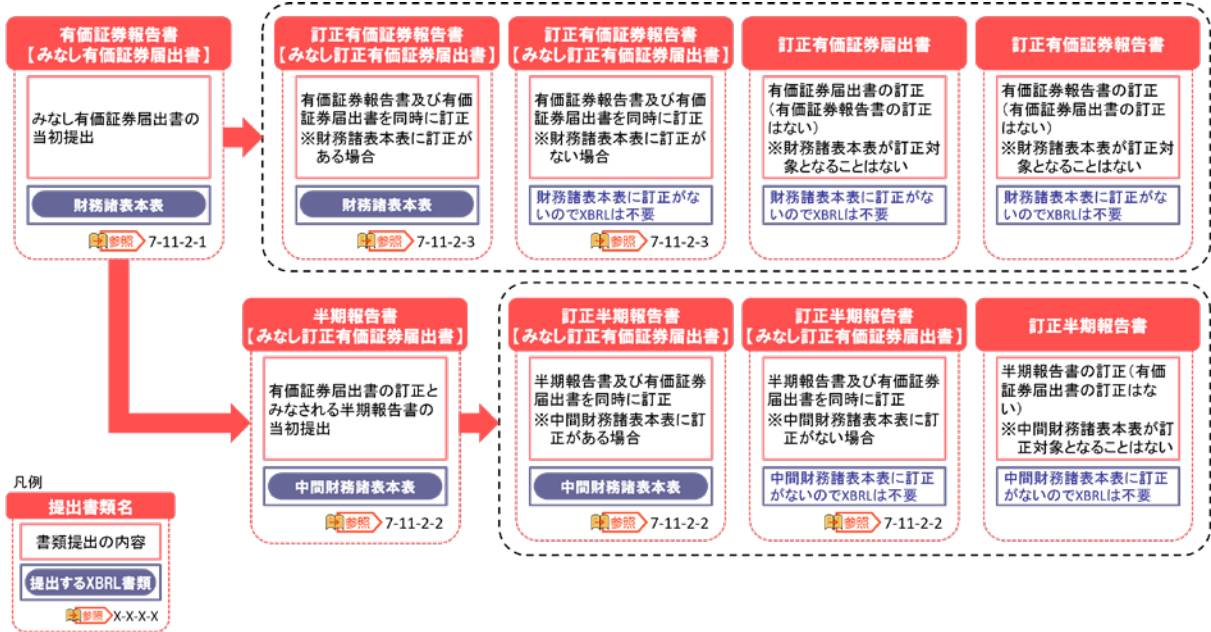 有価証券報告書
【みなし有価証券届出書】
みなし有価証券届出書の
当初提出
財務諸表本表
参照 7-11-2-1
訂正有価証券報告書
【みなし訂正有価証券届出書】
有価証券報告書及び有価
証券届出書を同時に訂正
※財務諸表本表に訂正が
ある場合
財務諸表本表
参照 7-11-2-3
訂正有価証券報告書
【みなし訂正有価証券届出書】
有価証券報告書及び有価
証券届出書を同時に訂正
※財務諸表本表に訂正が
ない場合
財務諸表本表に訂正がな
いのでXBRLは不要
参照 7-11-2-3
訂正有価証券届出書
有価証券届出書の訂正
(有価証券報告書の訂正
はない)
※財務諸表本表が訂正対
象となることはない
財務諸表本表に訂正がな
いのでXBRLは不要
訂正有価証券報告書
有価証券報告書の訂正
(有価証券届出書の訂正
はない)
※財務諸表本表が訂正対
象となることはない
財務諸表本表に訂正がな
いのでXBRLは不要
半期報告書
【みなし訂正有価証券届出書】
有価証券届出書の訂正と
みなされる半期報告書の
当初提出
中間財務諸表本表
参照 7-11-2-2
訂正半期報告書
【みなし訂正有価証券届出書】
半期報告書及び有価証券
届出書を同時に訂正
※中間財務諸表本表に訂
正がある場合
中間財務諸表本表
参照 7-11-2-2
訂正半期報告書
【みなし訂正有価証券届出書】
半期報告書及び有価証券
届出書を同時に訂正
※中間財務諸表本表に訂
正がない場合
中間財務諸表本表に訂正
がないのでXBRLは不要
参照 7-11-2-2
訂正半期報告書
半期報告書の訂正(有価
証券届出書の訂正はな
い)
※中間財務諸表本表が訂
正対象となることはない
中間財務諸表本表に訂正
がないのでXBRLは不要
凡例
提出書類名
書類提出の内容
提出するXBRL書類
参照 X-X-X-X